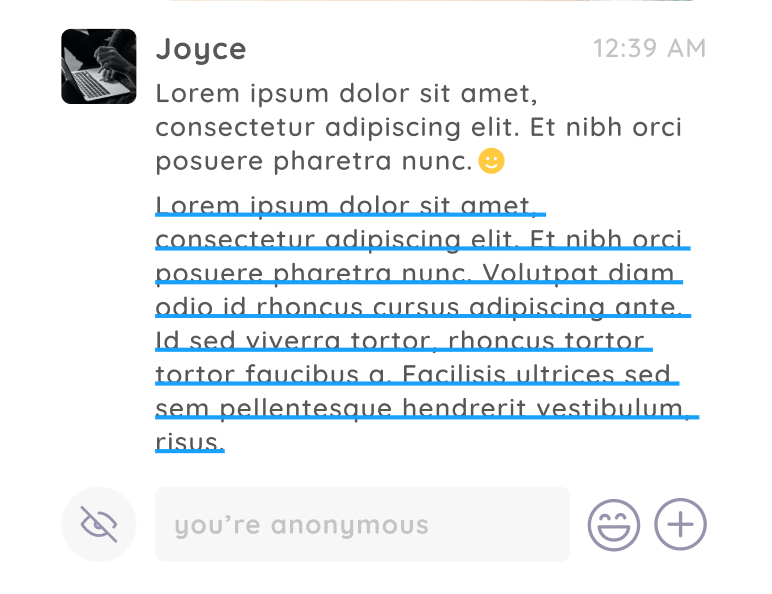 Joyce
12:39 AM
Lorem ipsum dolor sit amet,
consectetur adipiscing elit. Et nibh orci
posuere pharetra nunc.🙂
Lorem ipsum dolor sit amet,
consectetur adipiscing elit. Et nibh orci
posuere pharetra nunc. Volutpat diam
odio id rhoncus cursus adipiscing ante.
Id sed viverra tortor, rhoncus tortor
tortor faucibus a. Facilisis ultrices sed
sem pellentesque hendrerit vestibulum,
risus.
you’re anonymous